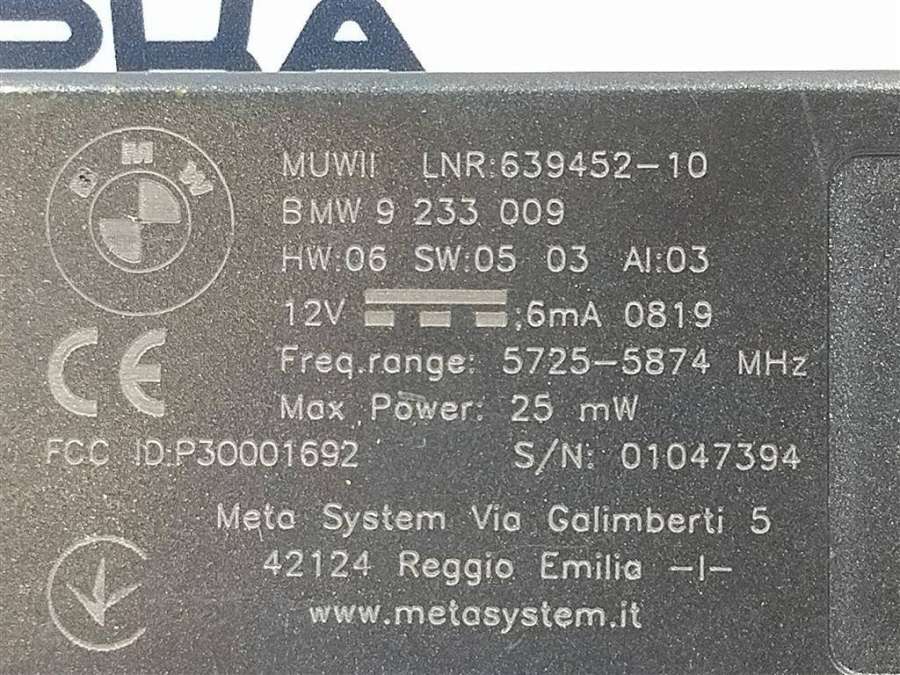 BMW
MUWII LNR:639452-10
BMW 9 233 009
HW:06 SW:05 03 AI:03
12V ;6mA 0819
CE
Freq.range: 5725-5874 MHz
Max Power: 25 mW
FCC ID:P30001692 S/N: 01047394
Meta System Via Galimberti 5
42124 Reggio Emilia -I-
www.metasystem.it